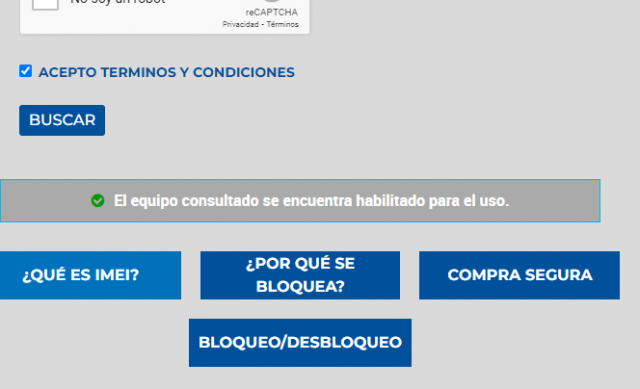 No soy un robot
reCAPTCHA
Privacidad - Términos
ACEPTO TERMINOS Y CONDICIONES
BUSCAR
El equipo consultado se encuentra habilitado para el uso.
¿QUÉ ES IMEI?
¿POR QUÉ SE
BLOQUEA?
COMPRA SEGURA
BLOQUEO/DESBLOQUEO